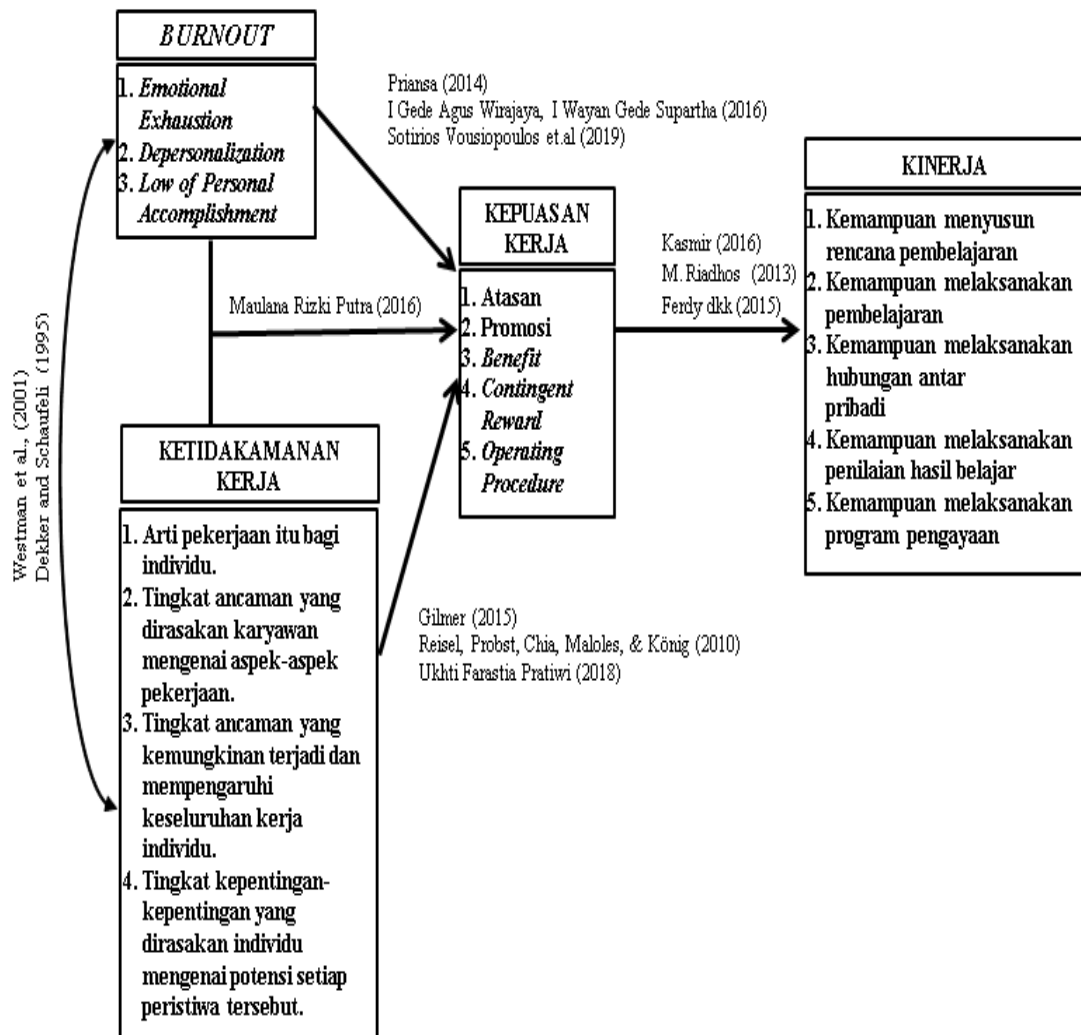 BURNOUT
1. Emotional
Exhaustion
2. Depersonalization
3. Low of Personal
Accomplishment
Priansa (2014)
I Gede Agus Wirajaya, I Wayan Gede Supartha (2016)
Sotirios Vousiopoulos et.al (2019)
Westman et al., (2001)
Dekker and Schaufeli (1995)
Maulana Rizki Putra (2016)
KETIDAKAMANAN
KERJA
1. Arti pekerjaan itu bagi
individu.
2. Tingkat ancaman yang
dirasakan karyawan
mengenai aspek-aspek
pekerjaan.
3. Tingkat ancaman yang
kemungkinan terjadi dan
mempengaruhi
keseluruhan kerja
individu.
4. Tingkat kepentingan-
kepentingan yang
dirasakan individu
mengenai potensi setiap
peristiwa tersebut.
Gilmer (2015)
Reisel, Probst, Chia, Maloles, & König (2010)
Ukhti Farastia Pratiwi (2018)
KEPUASAN
KERJA
1. Atasan
2. Promosi
3. Benefit
4. Contingent
Reward
5. Operating
Procedure
Kasmir (2016)
M. Riadhos (2013)
Ferdy dkk (2015)
KINERJA
1. Kemampuan menyusun
rencana pembelajaran
2. Kemampuan melaksanakan
pembelajaran
3. Kemampuan melaksanakan
hubungan antar
pribadi
4. Kemampuan melaksanakan
penilaian hasil belajar
5. Kemampuan melaksanakan
program pengayaan